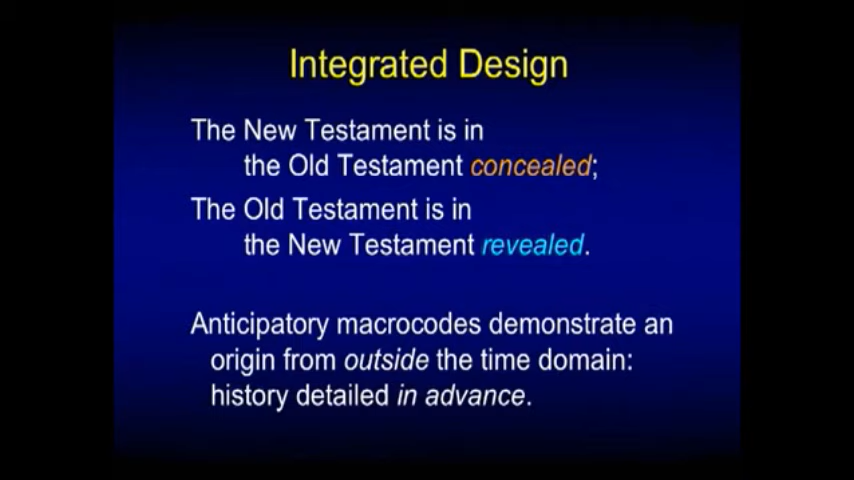 Integrated Design
The New Testament is in
the Old Testament concealed;
The Old Testament is in
the New Testament revealed.
Anticipatory macrocodes demonstrate an
origin from outside the time domain:
history detailed in advance.